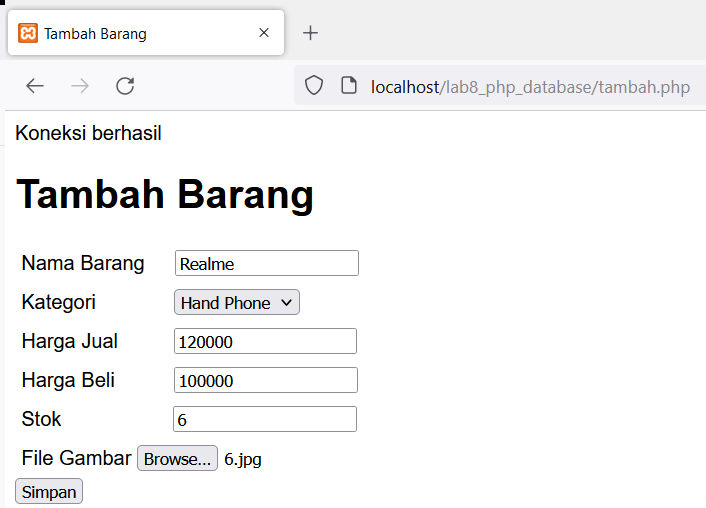 Tambah Barang
localhost/lab8_php_database/tambah.php
Koneksi berhasil
Tambah Barang
Nama Barang Realme
Kategori Hand Phone
Harga Jual 120000
Harga Beli 100000
Stok 6
File Gambar Browse... 6.jpg
Simpan